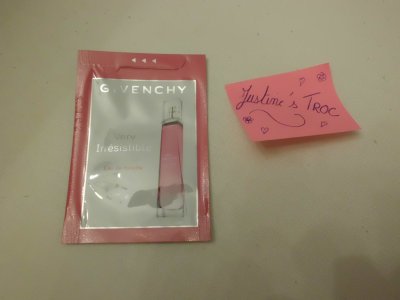 GIVENCHY
Very
Irrésistible
Justine's TROC